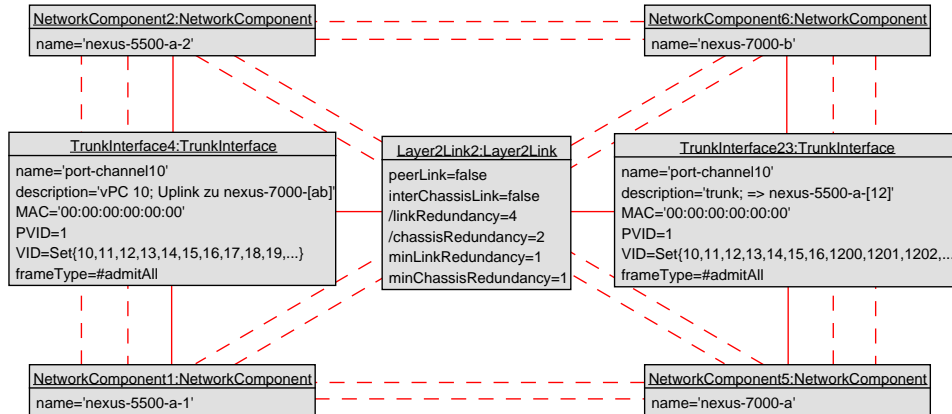 NetworkComponent2:NetworkComponent
name='nexus-5500-a-2'
NetworkComponent6:NetworkComponent
name='nexus-7000-b'
TrunkInterface4:TrunkInterface
name='port-channel10'
description='vPC 10; Uplink zu nexus-7000-[ab]'
MAC='00:00:00:00:00:00'
PVID=1
VID=Set{10,11,12,13,14,15,16,17,18,19,...}
frameType=#admitAll
Layer2Link2:Layer2Link
peerLink=false
interChassisLink=false
/linkRedundancy=4
/chassisRedundancy=2
minLinkRedundancy=1
minChassisRedundancy=1
TrunkInterface23:TrunkInterface
name='port-channel10'
description='trunk; => nexus-5500-a-[12]'
MAC='00:00:00:00:00:00'
PVID=1
VID=Set{10,11,12,13,14,15,16,1200,1201,1202,...
frameType=#admitAll
NetworkComponent1:NetworkComponent
name='nexus-5500-a-1'
NetworkComponent5:NetworkComponent
name='nexus-7000-a'